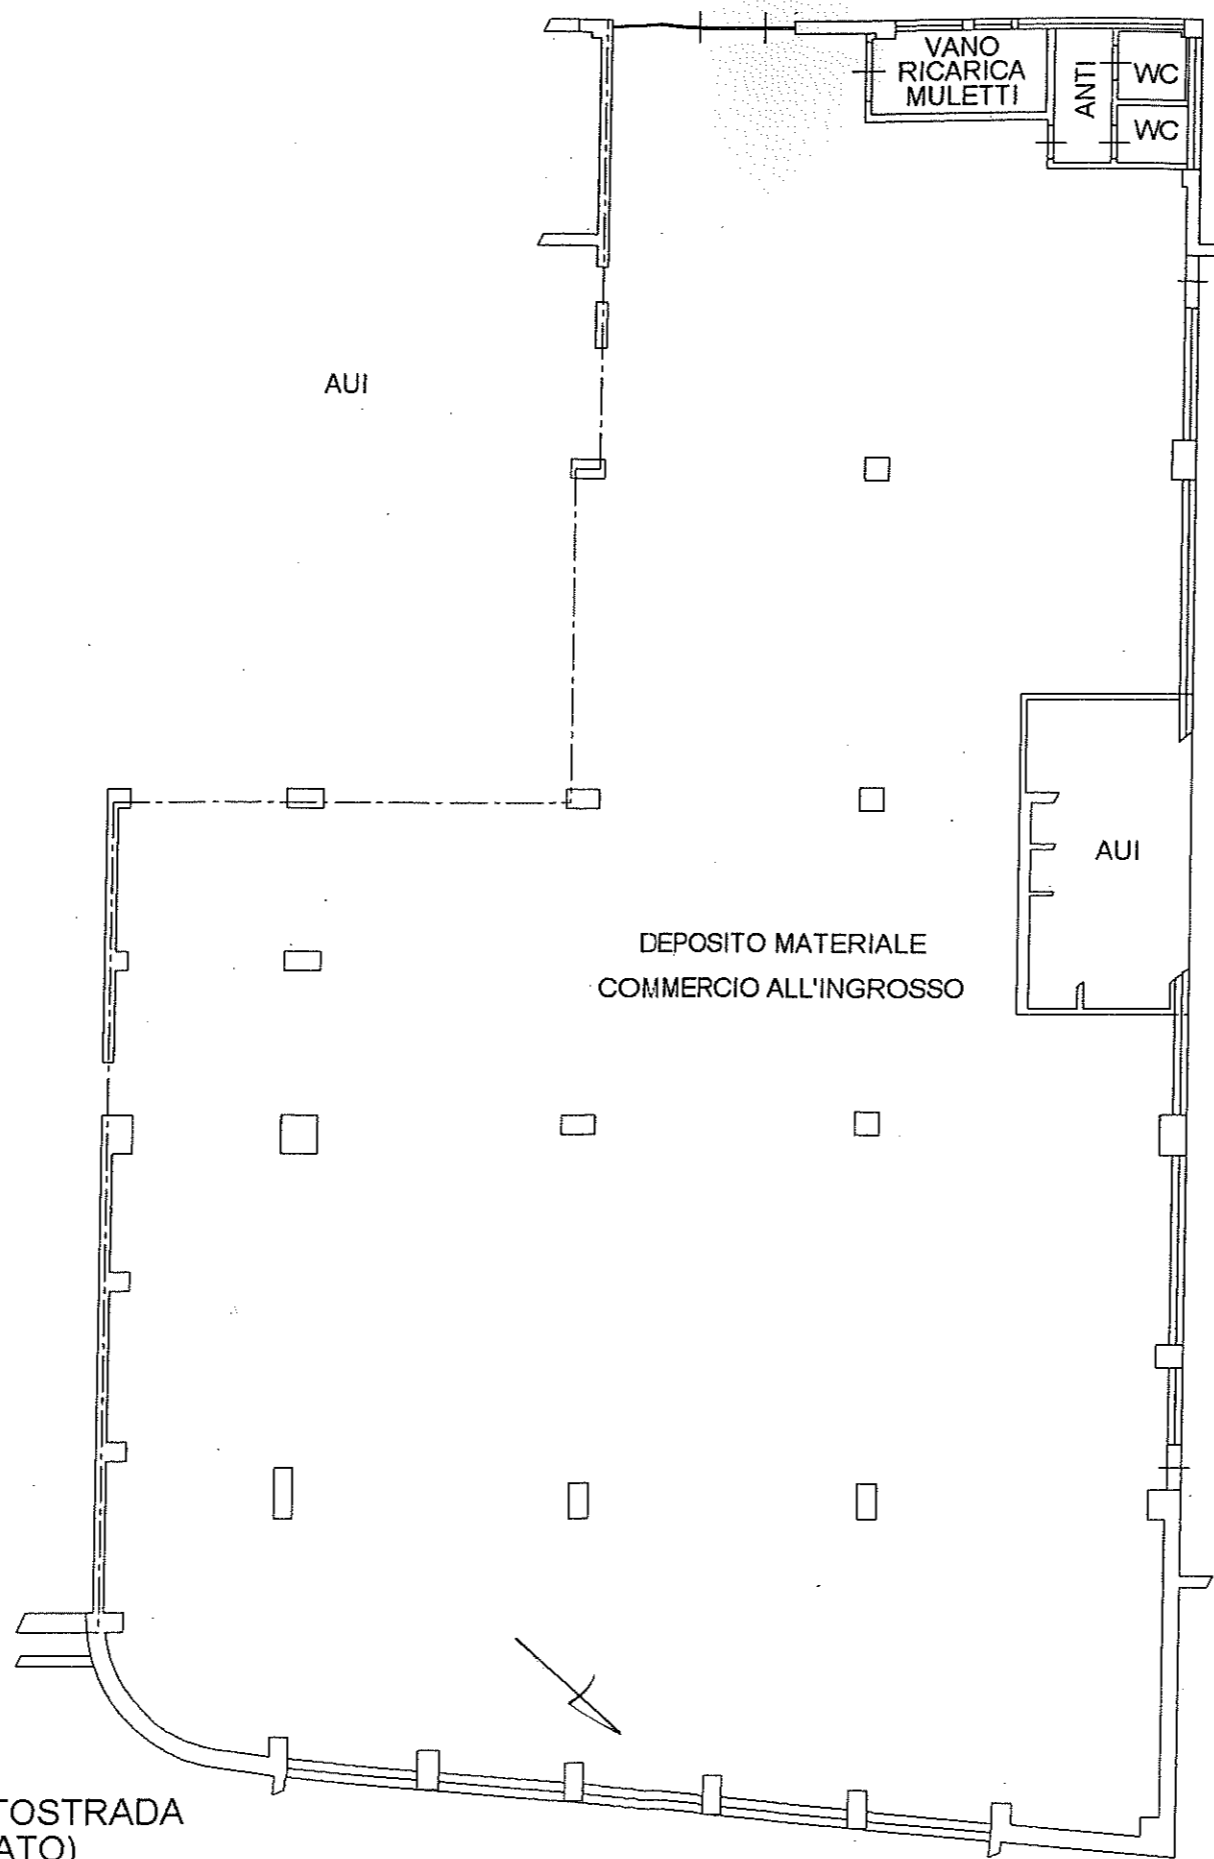 VANO
RICARICA
MULETTI
ANTI
WC
WC
AUI
AUI
DEPOSITO MATERIALE
COMMERCIO ALL'INGROSSO
TOSTRADA
ATO)